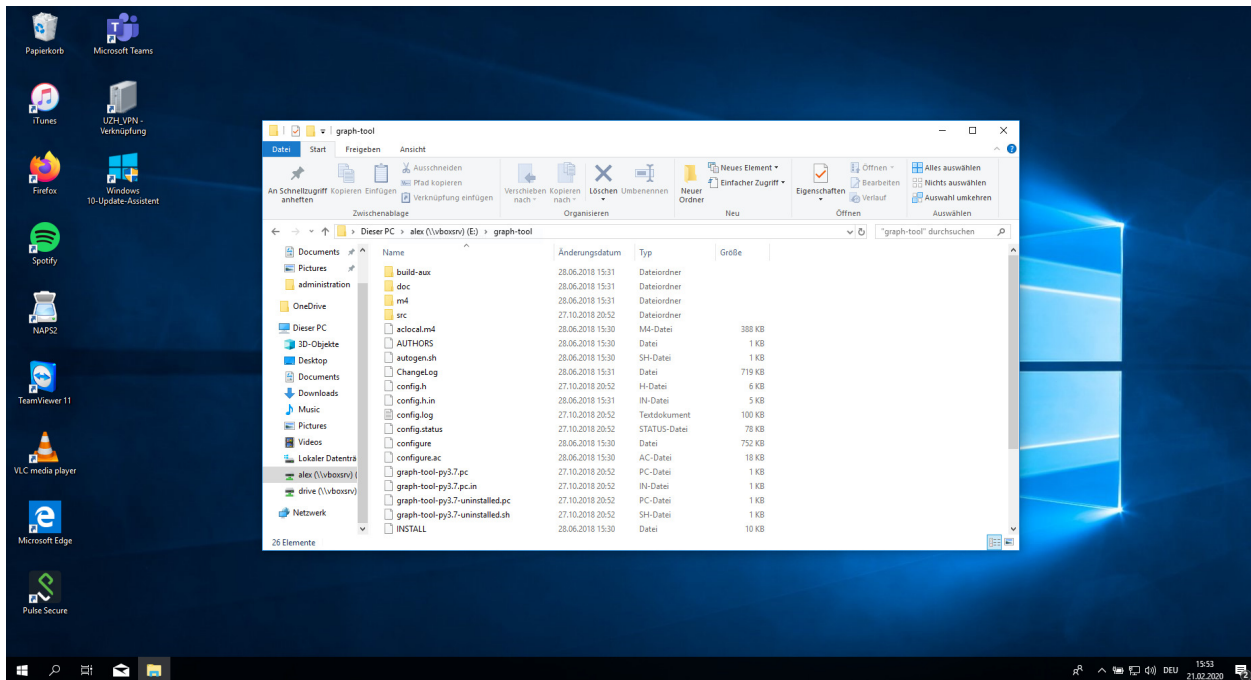 Papierkorb
Microsoft Teams
iTunes
UZH_VPN -
Verknüpfung
Firefox
Windows
10-Update-Assistent
Spotify
NAPS2
TeamViewer 11
VLC media player
Microsoft Edge
Pulse Secure
graph-tool
Datei Start Freigeben Ansicht
An Schnellzugriff anheften
Kopieren
Einfügen
Ausschneiden
Pfad kopieren
Verknüpfung einfügen
Zwischenablage
Verschieben nach
Kopieren nach
Löschen
Umbenennen
Organisieren
Neuer Ordner
Neues Element
Einfacher Zugriff
Neu
Eigenschaften
Öffnen
Bearbeiten
Verlauf
Öffnen
Alles auswählen
Nichts auswählen
Auswahl umkehren
Auswählen
Dieser PC > alex (\\vboxsrv) (E:) > graph-tool
"graph-tool" durchsuchen
Documents
Pictures
administration
OneDrive
Dieser PC
3D-Objekte
Desktop
Documents
Downloads
Music
Pictures
Videos
Lokaler Datenträ
alex (\\vboxsrv) (
drive (\\vboxsrv)
Netzwerk
Name Änderungsdatum Typ Größe
build-aux 28.06.2018 15:31 Dateiordner
doc 28.06.2018 15:31 Dateiordner
m4 28.06.2018 15:31 Dateiordner
src 27.10.2018 20:52 Dateiordner
aclocal.m4 28.06.2018 15:30 M4-Datei 388 KB
AUTHORS 28.06.2018 15:30 Datei 1 KB
autogen.sh 28.06.2018 15:30 SH-Datei 1 KB
ChangeLog 28.06.2018 15:31 Datei 719 KB
config.h 27.10.2018 20:52 H-Datei 6 KB
config.h.in 28.06.2018 15:31 IN-Datei 5 KB
config.log 27.10.2018 20:52 Textdokument 100 KB
config.status 27.10.2018 20:52 STATUS-Datei 78 KB
configure 28.06.2018 15:30 Datei 752 KB
configure.ac 28.06.2018 15:30 AC-Datei 18 KB
graph-tool-py3.7.pc 27.10.2018 20:52 PC-Datei 1 KB
graph-tool-py3.7.pc.in 27.10.2018 20:52 IN-Datei 1 KB
graph-tool-py3.7-uninstalled.pc 27.10.2018 20:52 PC-Datei 1 KB
graph-tool-py3.7-uninstalled.sh 27.10.2018 20:52 SH-Datei 1 KB
INSTALL 28.06.2018 15:30 Datei 10 KB
26 Elemente
DEU
15:53
21.02.2020
2